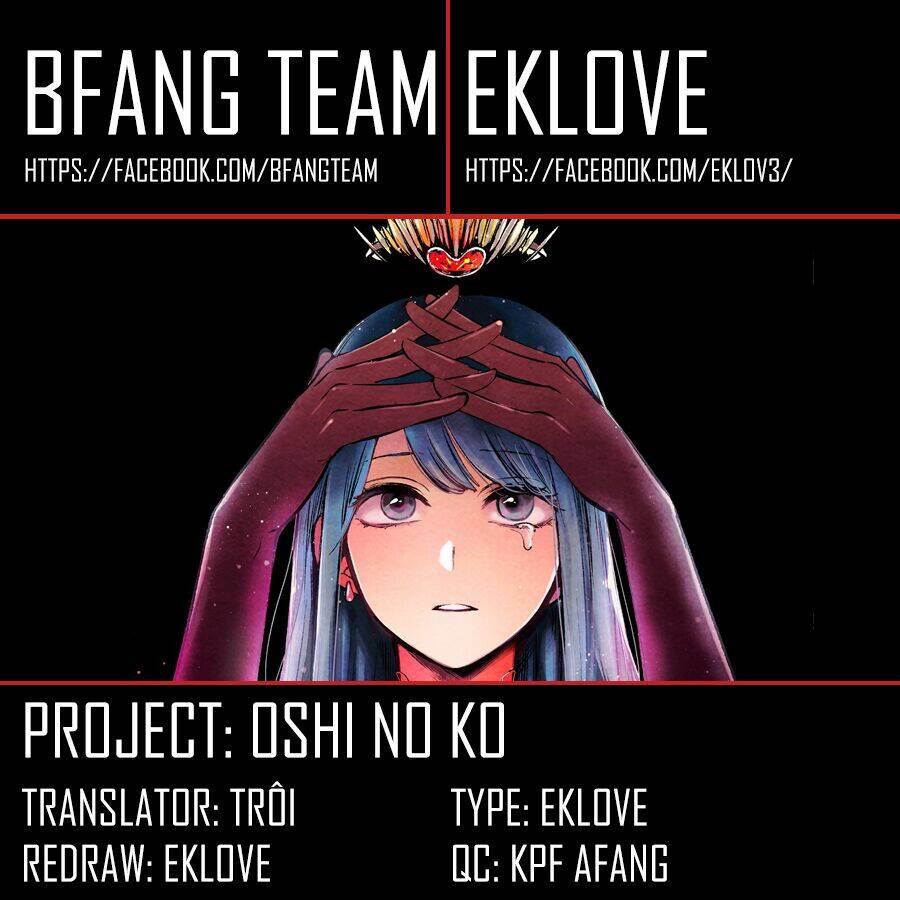 BFANG TEAM
HTTPS://FACEBOOK.COM/BFANGTEAM
EKLOVE
HTTPS://FACEBOOK.COM/EKLOV3/
PROJECT: OSHI NO KO
TRANSLATOR: TRÔI
TYPE: EKLOVE
REDRAW: EKLOVE
QC: KPF AFANG